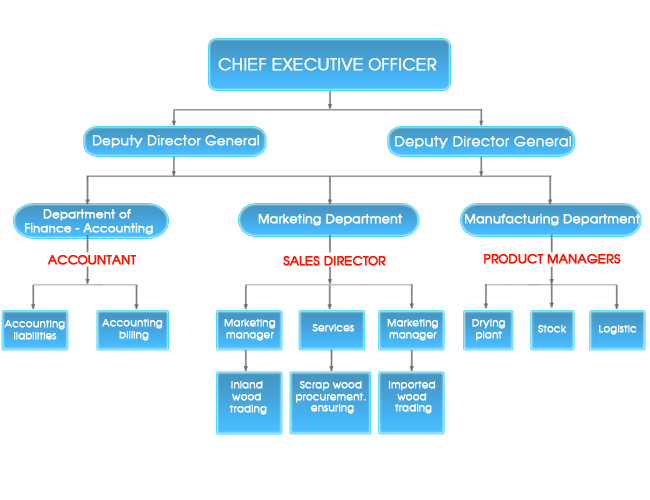 CHIEF EXECUTIVE OFFICER
Deputy Director General
Deputy Director General
Department of
Finance - Accounting
Marketing Department
Manufacturing Department
ACCOUNTANT
SALES DIRECTOR
PRODUCT MANAGERS
Accounting
liabilities
Accounting
billing
Marketing
manager
Services
Marketing
manager
Drying
plant
Stock
Logistic
Inland
wood
trading
Scrap wood
procurement,
ensuring
Imported
wood
trading